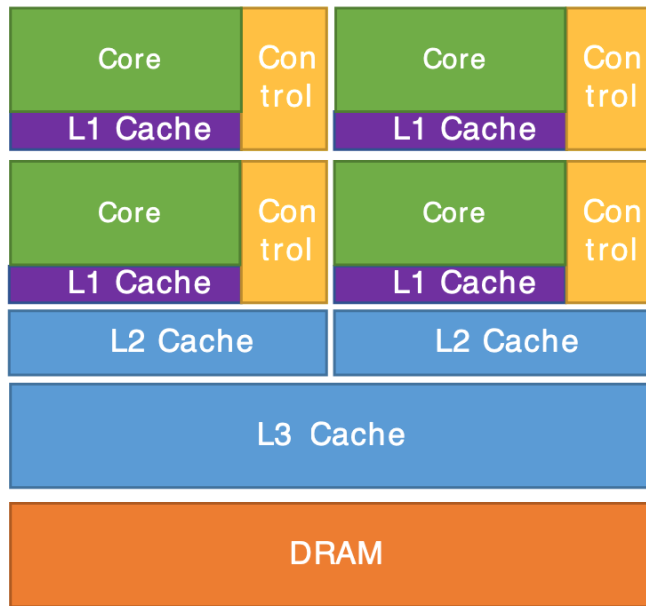 Core
Con
trol
L1 Cache
Core
Con
trol
L1 Cache
Core
Con
trol
L1 Cache
Core
Con
trol
L1 Cache
L2 Cache
L2 Cache
L3 Cache
DRAM